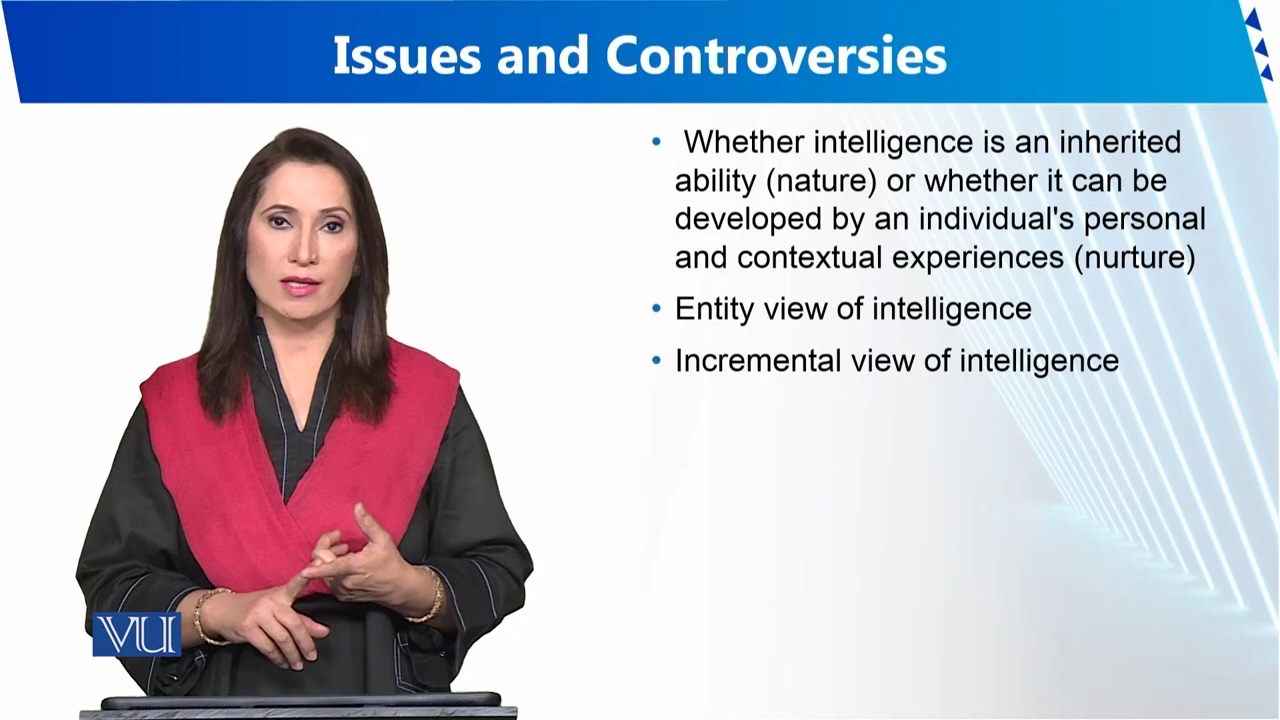 Issues and Controversies
• Whether intelligence is an inherited
ability (nature) or whether it can be
developed by an individual's personal
and contextual experiences (nurture)
• Entity view of intelligence
• Incremental view of intelligence
VU